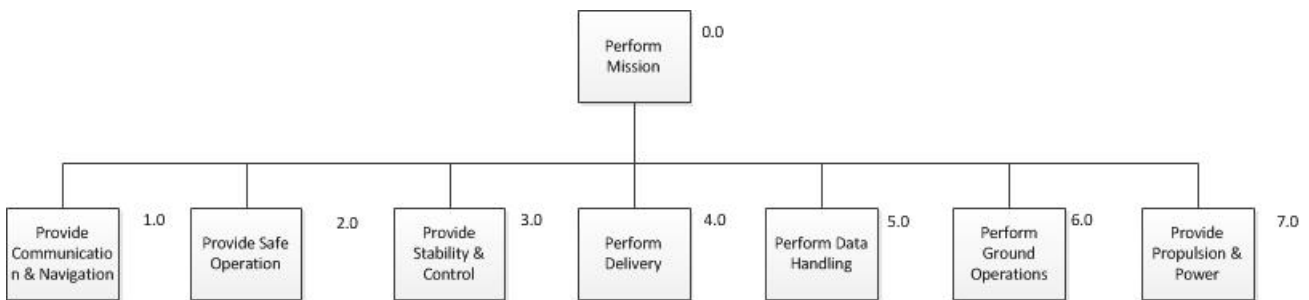 Perform
Mission
0.0
Provide
Communicatio
n & Navigation
1.0
Provide Safe
Operation
2.0
Provide
Stability &
Control
3.0
Perform
Delivery
4.0
Perform Data
Handling
5.0
Perform
Ground
Operations
6.0
Provide
Propulsion &
Power
7.0